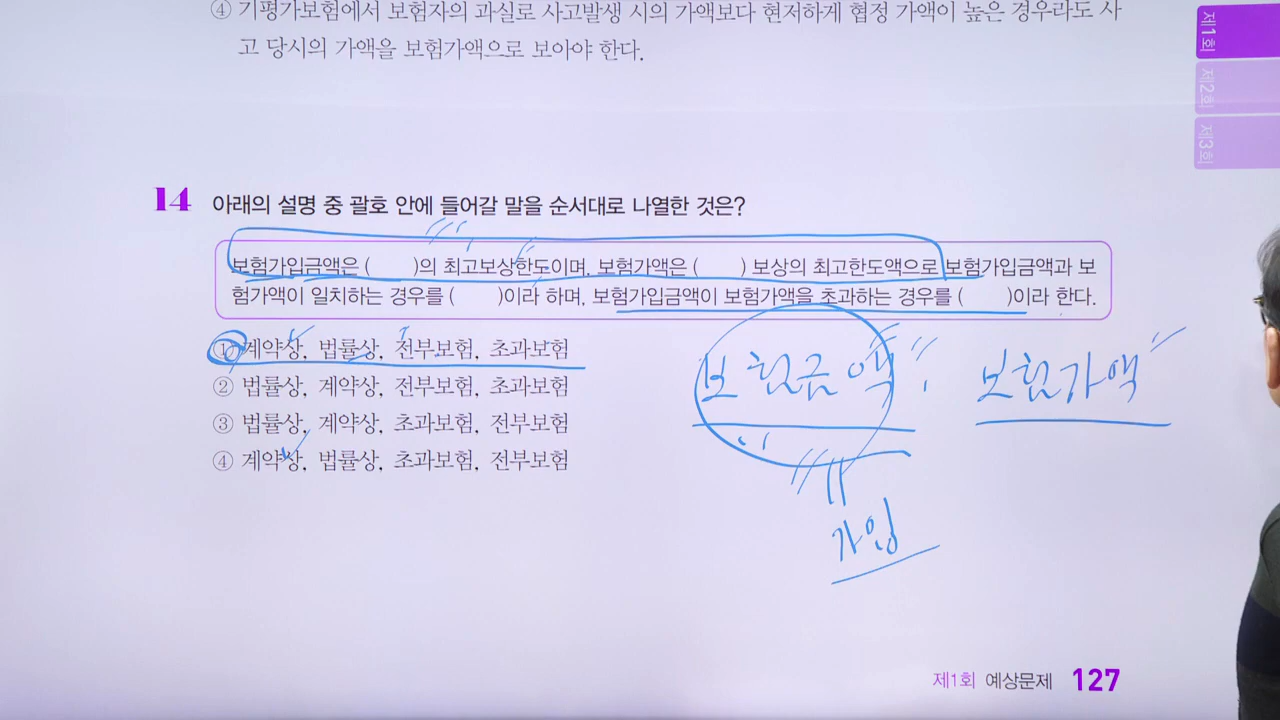 ④ 기평가보험에서 보험자의 과실로 사고발생 시의 가액보다 현저하게 협정 가액이 높은 경우라도 사
고 당시의 가액을 보험가액으로 보아야 한다.
제1회
제2회
제3회
14 아래의 설명 중 괄호 안에 들어갈 말을 순서대로 나열한 것은?
보험가입금액은 ( )의 최고보상한도이며, 보험가액은 ( ) 보상의 최고한도액으로 보험가입금액과 보
험가액이 일치하는 경우를 ( )이라 하며, 보험가입금액이 보험가액을 초과하는 경우를 ( )이라 한다.
① 계약상, 법률상, 전부보험, 초과보험
② 법률상, 계약상, 전부보험, 초과보험
③ 법률상, 계약상, 초과보험, 전부보험
④ 계약상, 법률상, 초과보험, 전부보험
보험금액 보험가액
가입
제1회 예상문제 127